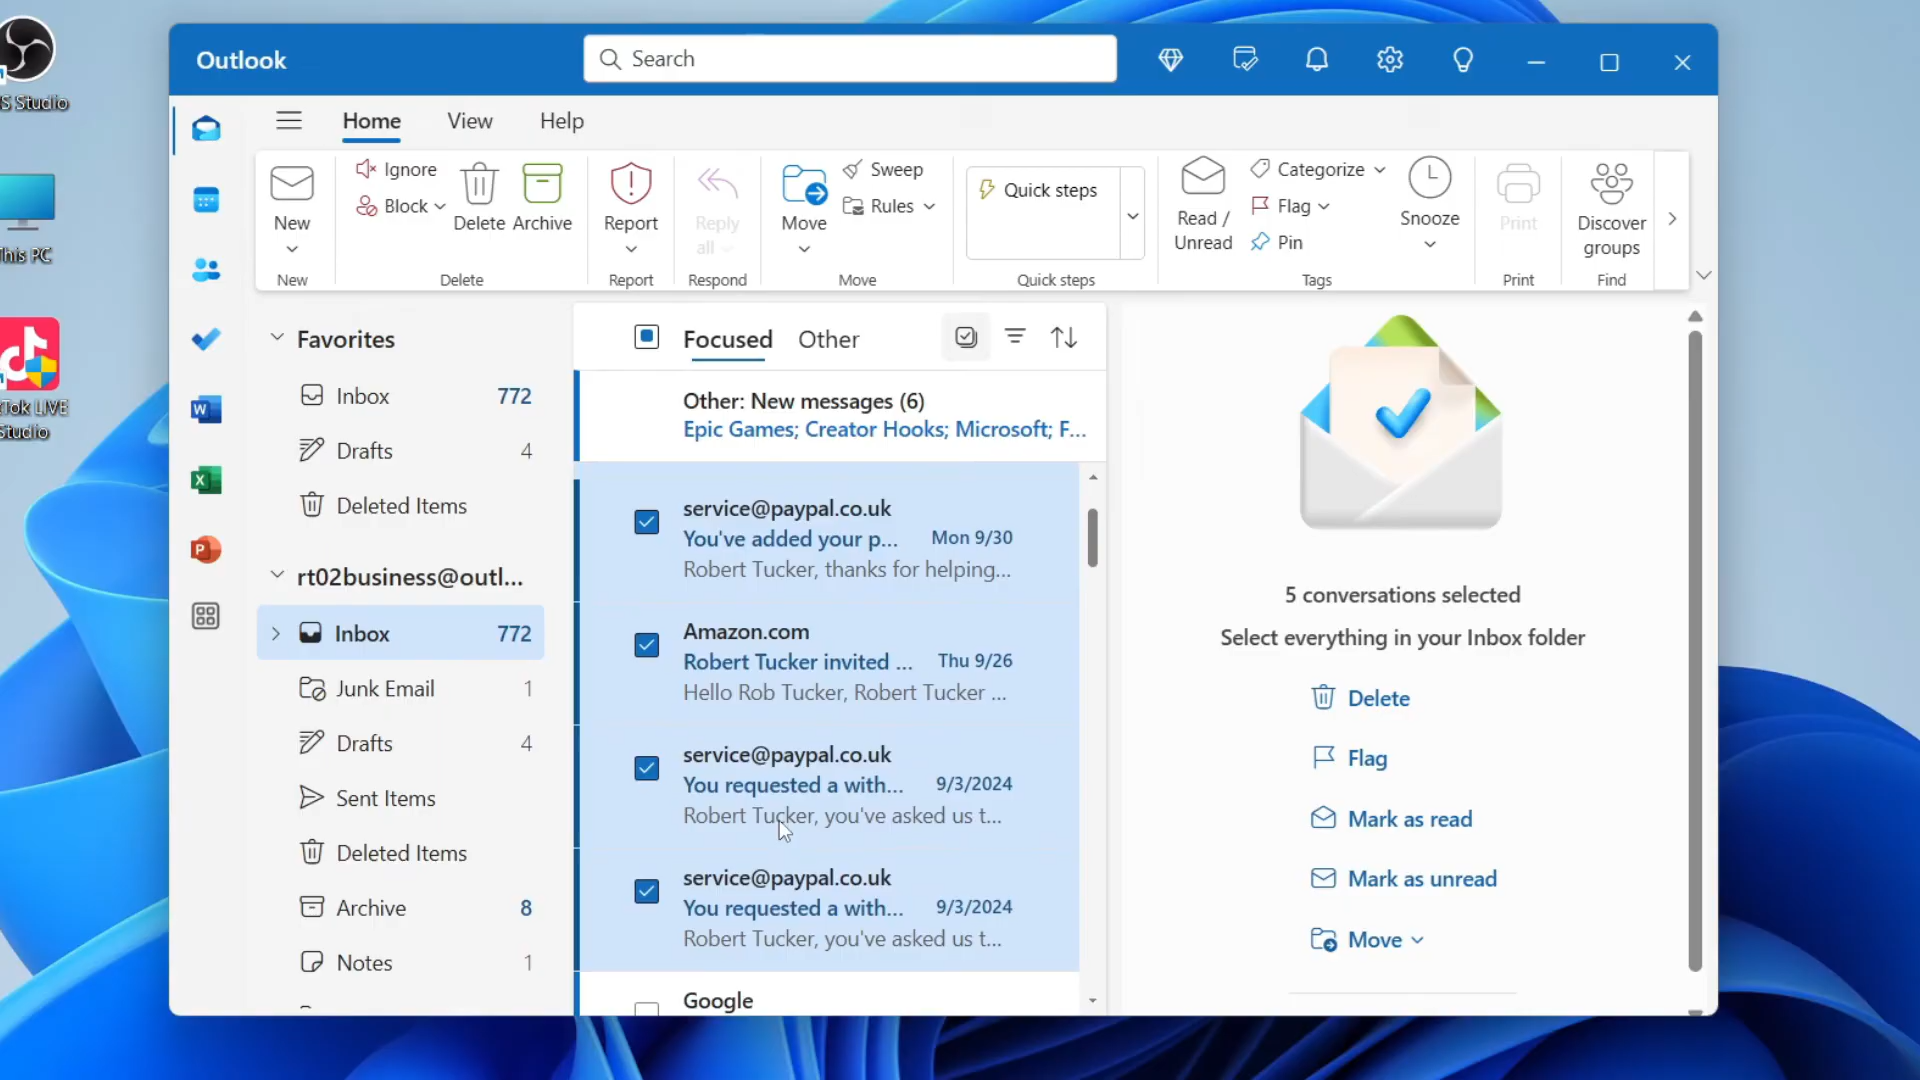 S Studio
This PC
Tok LIVE
Studio
Outlook
Search
Home
View
Help
New
Ignore
Block
Delete
Archive
Report
Reply
all
Move
Sweep
Rules
Quick steps
Read /
Unread
Categorize
Flag
Pin
Snooze
Print
Discover
groups
New
Delete
Report
Respond
Move
Quick steps
Tags
Print
Find
Favorites
Inbox 772
Drafts 4
Deleted Items
rt02business@outl...
Inbox 772
Junk Email 1
Drafts 4
Sent Items
Deleted Items
Archive 8
Notes 1
Focused
Other
Other: New messages (6)
Epic Games; Creator Hooks; Microsoft; F...
service@paypal.co.uk
You've added your p... Mon 9/30
Robert Tucker, thanks for helping...
Amazon.com
Robert Tucker invited ... Thu 9/26
Hello Rob Tucker, Robert Tucker ...
service@paypal.co.uk
You requested a with... 9/3/2024
Robert Tucker, you've asked us t...
service@paypal.co.uk
You requested a with... 9/3/2024
Robert Tucker, you've asked us t...
Google
5 conversations selected
Select everything in your Inbox folder
Delete
Flag
Mark as read
Mark as unread
Move
W
X
P